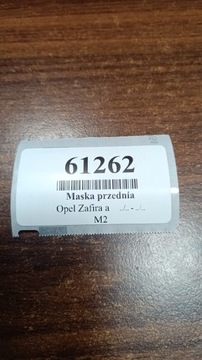 61262
Maska przednia
Opel Zafira a -/-. - -/-.
M2